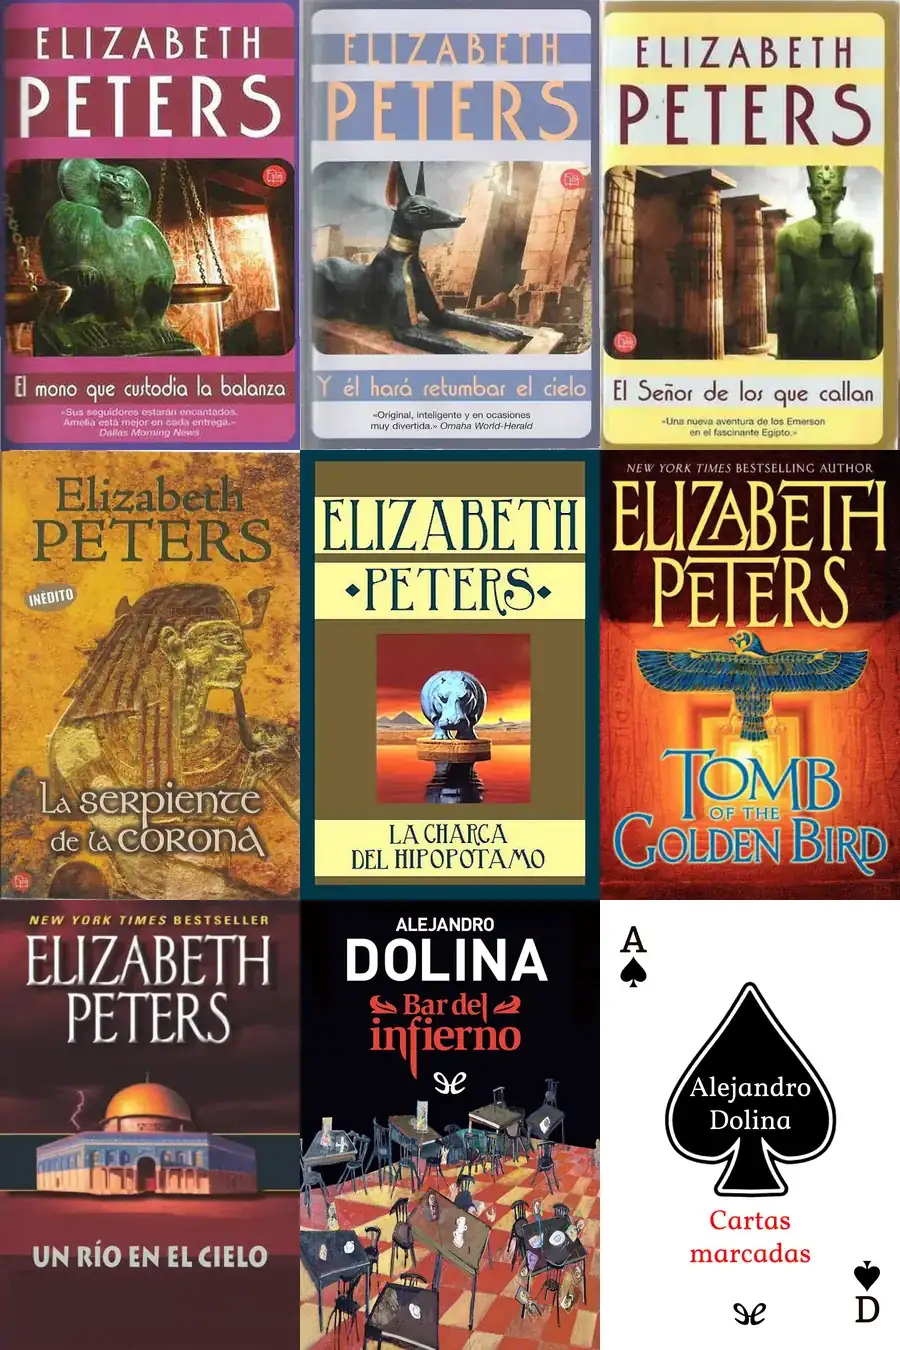 ELIZABETH
PETERS
El mono que custodia la balanza
«Sus seguidores estarán encantados.
Amelia está mejor en cada entrega.»
Dallas Morning News
ELIZABETH
PETERS
Y él hará retumbar el cielo
«Original, inteligente y en ocasiones
muy divertida.» Omaha World-Herald
ELIZABETH
PETERS
El Señor de los que callan
«Una nueva aventura de los Emerson
en el fascinante Egipto.»
Elizabeth
PETERS
INÉDITO
La serpiente
de la corona
ELIZABETH
PETERS
LA CHARCA
DEL HIPOPOTAMO
NEW YORK TIMES BESTSELLING AUTHOR
ELIZABETH
PETERS
TOMB
OF THE
GOLDEN BIRD
NEW YORK TIMES BESTSELLER
ELIZABETH
PETERS
UN RÍO EN EL CIELO
ALEJANDRO
DOLINA
Bar del
infierno
A
Alejandro
Dolina
Cartas
marcadas
D